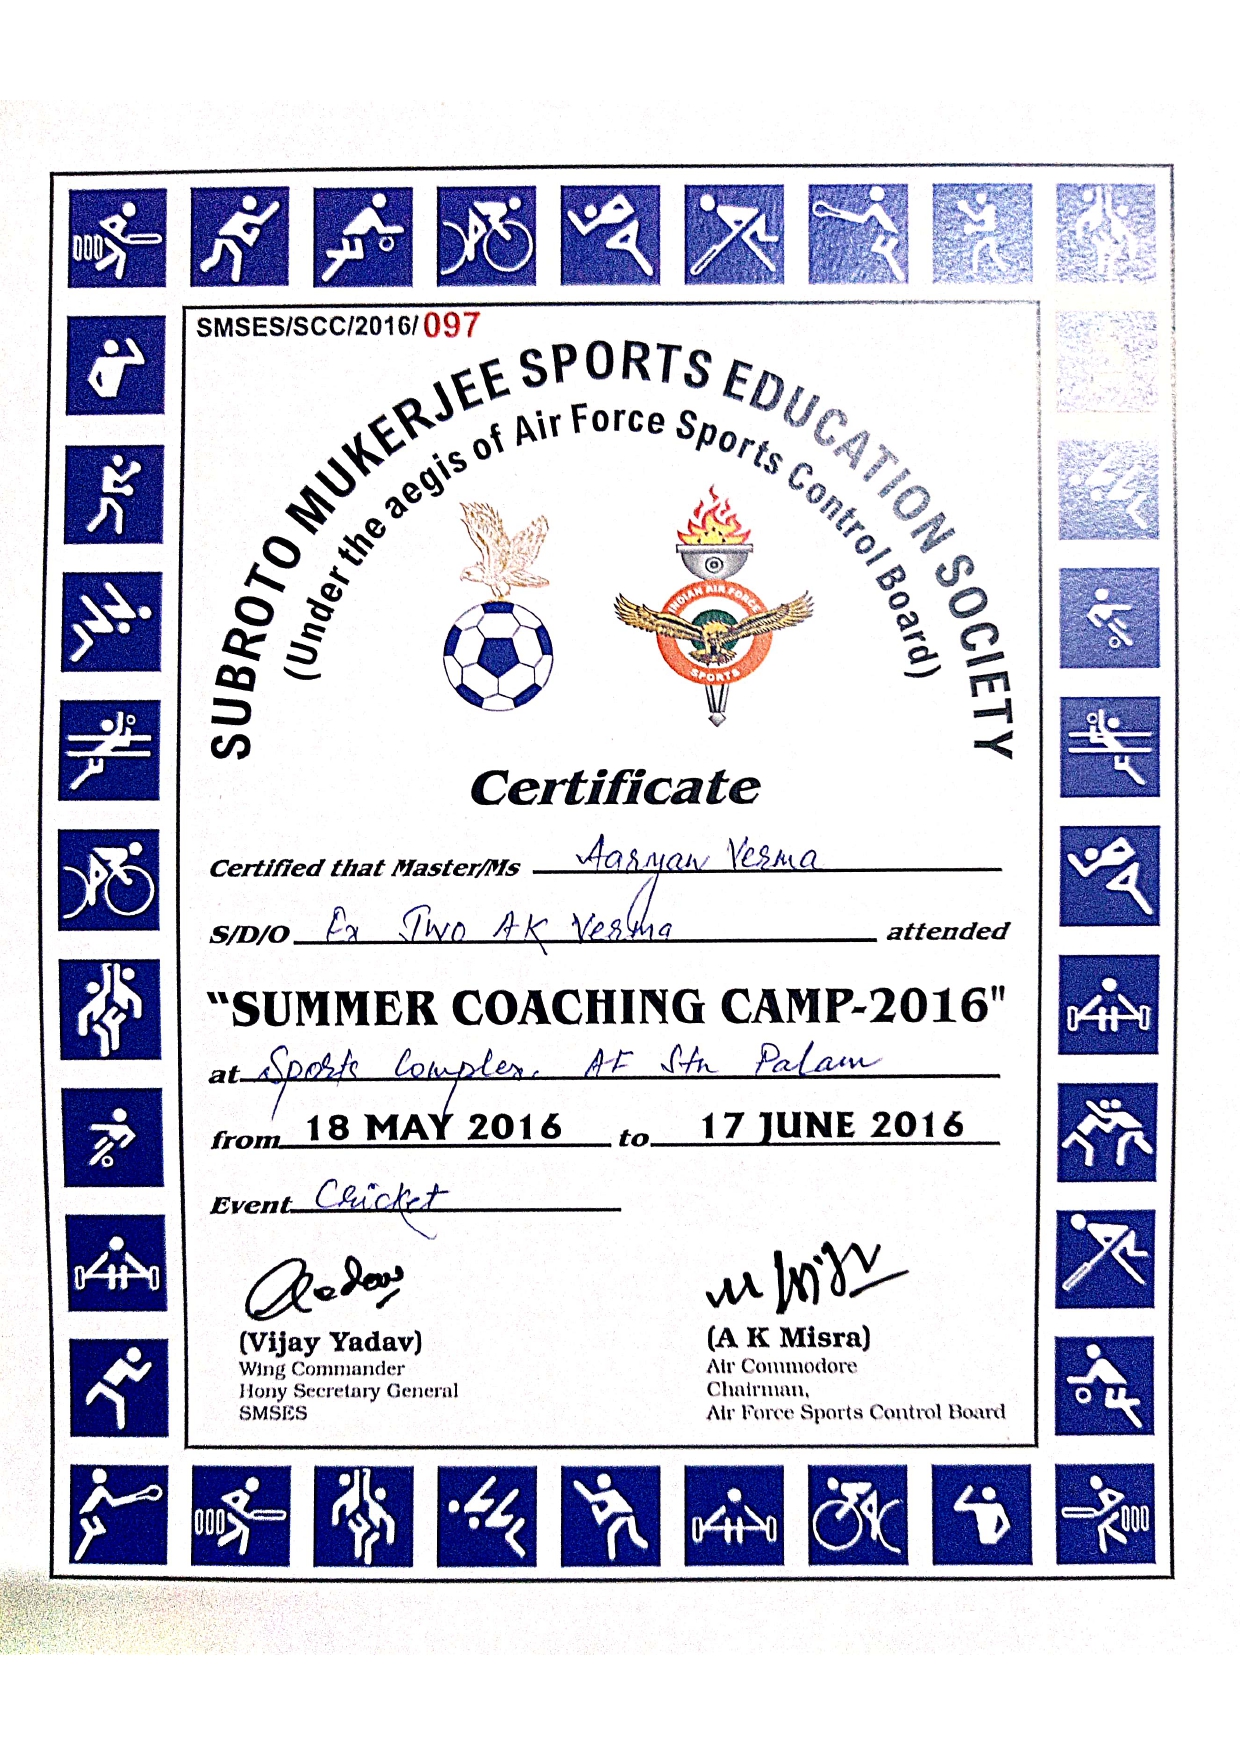 SMSES/SCC/2016/097
SUBROTO MUKERJEE SPORTS EDUCATION SOCIETY
(Under the aegis of Air Force Sports Control Board)
INDIAN AIR FORCE
SPORTS
Certificate
Certified that Master/Ms Aaryan Verma
S/D/O Ex JWO AK Verma attended
"SUMMER COACHING CAMP-2016"
at Sports Complex, AF Stn Palam
from 18 MAY 2016 to 17 JUNE 2016
Event Cricket
(Vijay Yadav)
Wing Commander
Hony Secretary General
SMSES
(A K Misra)
Air Commodore
Chairman,
Air Force Sports Control Board